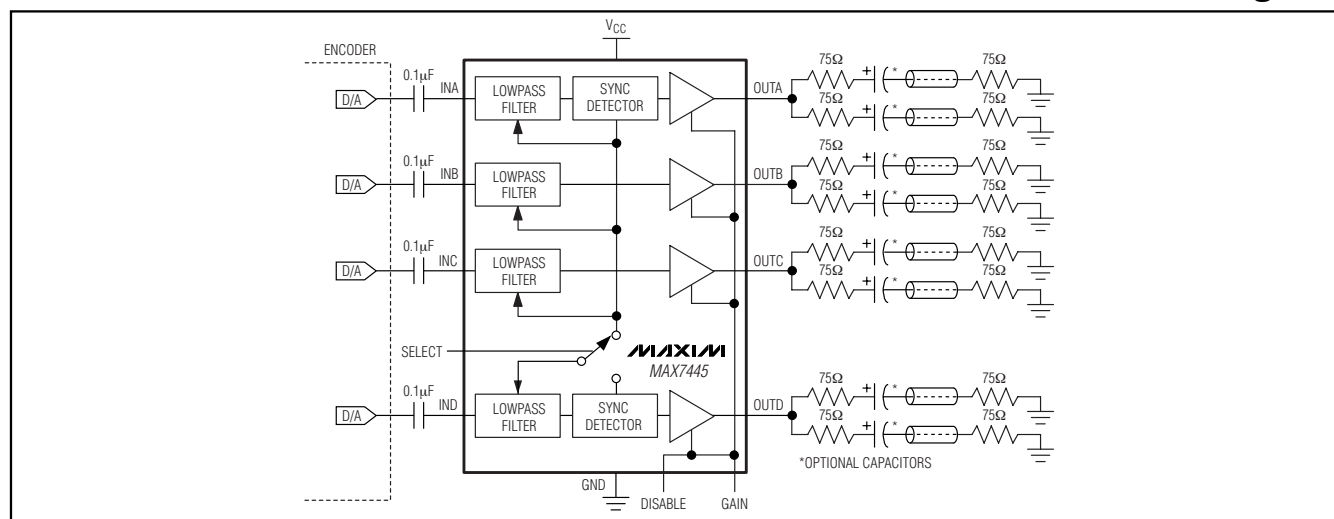 VCC
ENCODER
0.1μF
INA
D/A
LOWPASS
FILTER
SYNC
DETECTOR
OUTA
75Ω
+
*
75Ω
75Ω
+
*
75Ω
0.1μF
INB
D/A
LOWPASS
FILTER
OUTB
75Ω
+
*
75Ω
75Ω
+
*
75Ω
0.1μF
INC
D/A
LOWPASS
FILTER
OUTC
75Ω
+
*
75Ω
75Ω
+
*
75Ω
SELECT
MAXIM
MAX7445
0.1μF
IND
D/A
LOWPASS
FILTER
SYNC
DETECTOR
OUTD
75Ω
+
*
75Ω
75Ω
+
*
75Ω
*OPTIONAL CAPACITORS
GND
DISABLE
GAIN